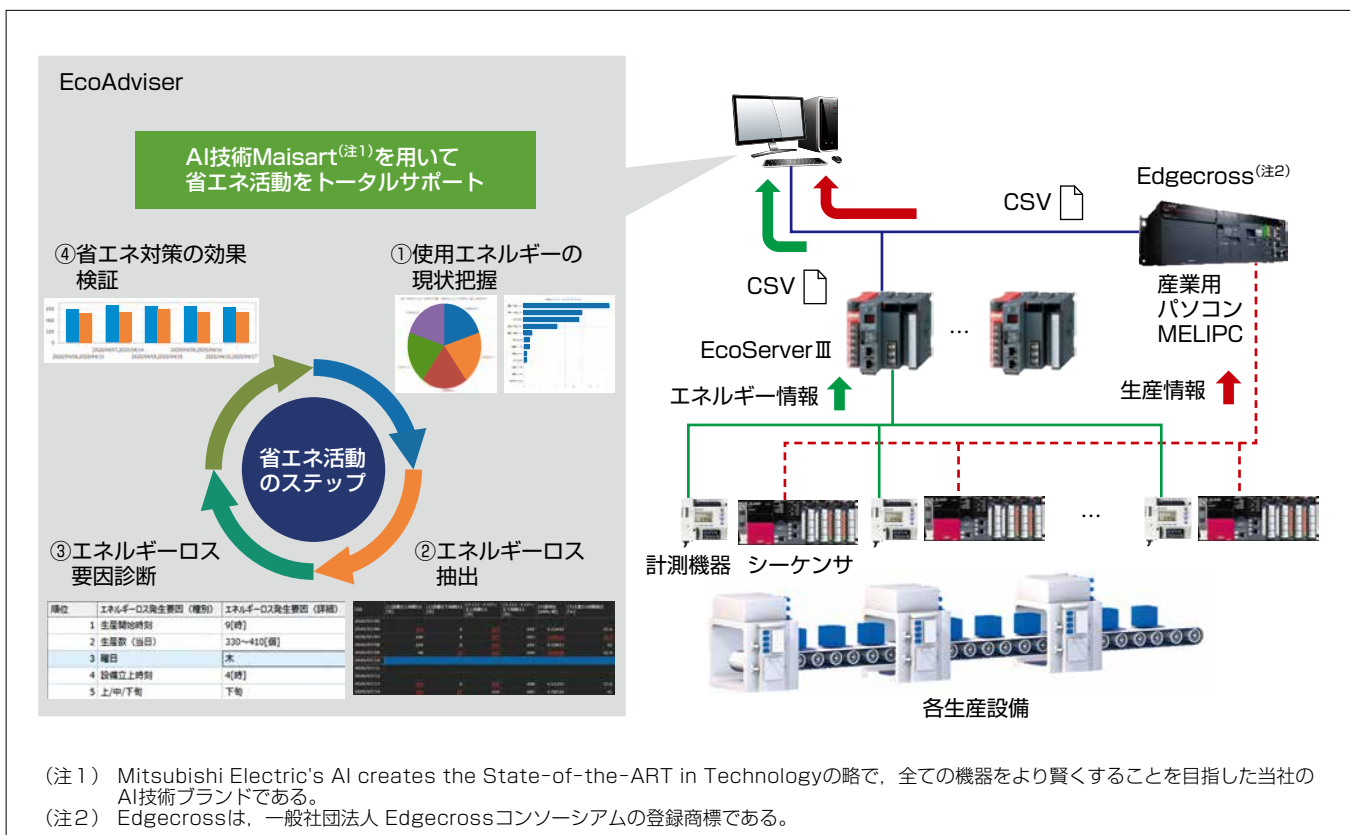 EcoAdviser
AI技術Maisart(注1)を用いて
省エネ活動をトータルサポート
④省エネ対策の効果
検証
①使用エネルギーの
現状把握
省エネ活動
のステップ
③エネルギーロス
要因診断
②エネルギーロス
抽出
順位 エネルギーロス発生要因（種別） エネルギーロス発生要因（詳細）
1 生産開始時刻 9[時]
2 生産数（当日） 330～410[個]
3 曜日 木
4 設備立上時刻 4[時]
5 上/中/下旬 下旬
CSV
Edgecross(注2)
CSV
産業用
パソコン
MELIPC
…
EcoServerⅢ
エネルギー情報
生産情報
…
計測機器 シーケンサ
各生産設備
（注1） Mitsubishi Electric's AI creates the State-of-the-ART in Technologyの略で，全ての機器をより賢くすることを目指した当社の
AI技術ブランドである。
（注2） Edgecrossは，一般社団法人 Edgecrossコンソーシアムの登録商標である。